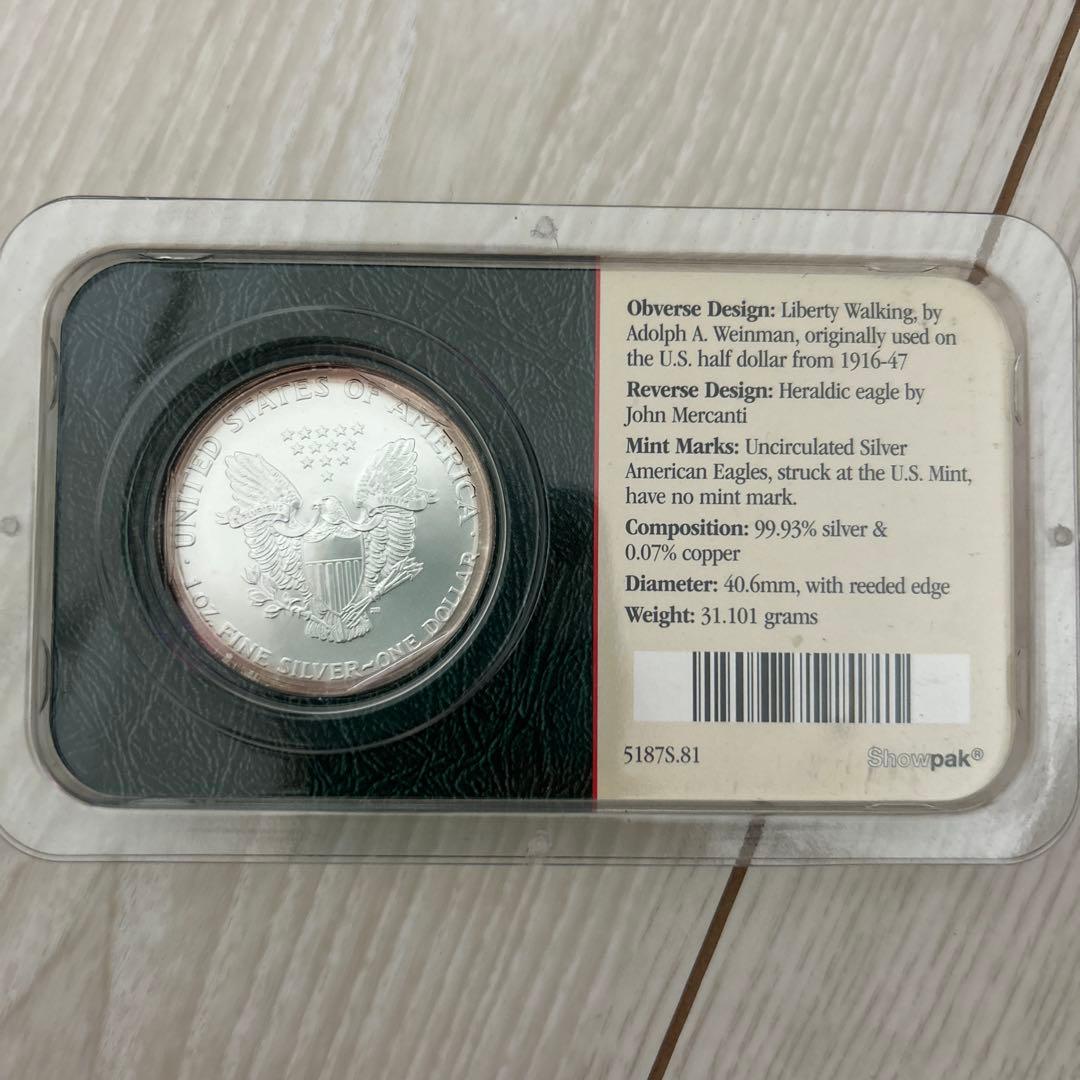 UNITED STATES OF AMERICA
1 OZ. FINE SILVER~ONE DOLLAR
Obverse Design: Liberty Walking, by
Adolph A. Weinman, originally used on
the U.S. half dollar from 1916-47
Reverse Design: Heraldic eagle by
John Mercanti
Mint Marks: Uncirculated Silver
American Eagles, struck at the U.S. Mint,
have no mint mark.
Composition: 99.93% silver &
0.07% copper
Diameter: 40.6mm, with reeded edge
Weight: 31.101 grams
5187S.81
Showpak®